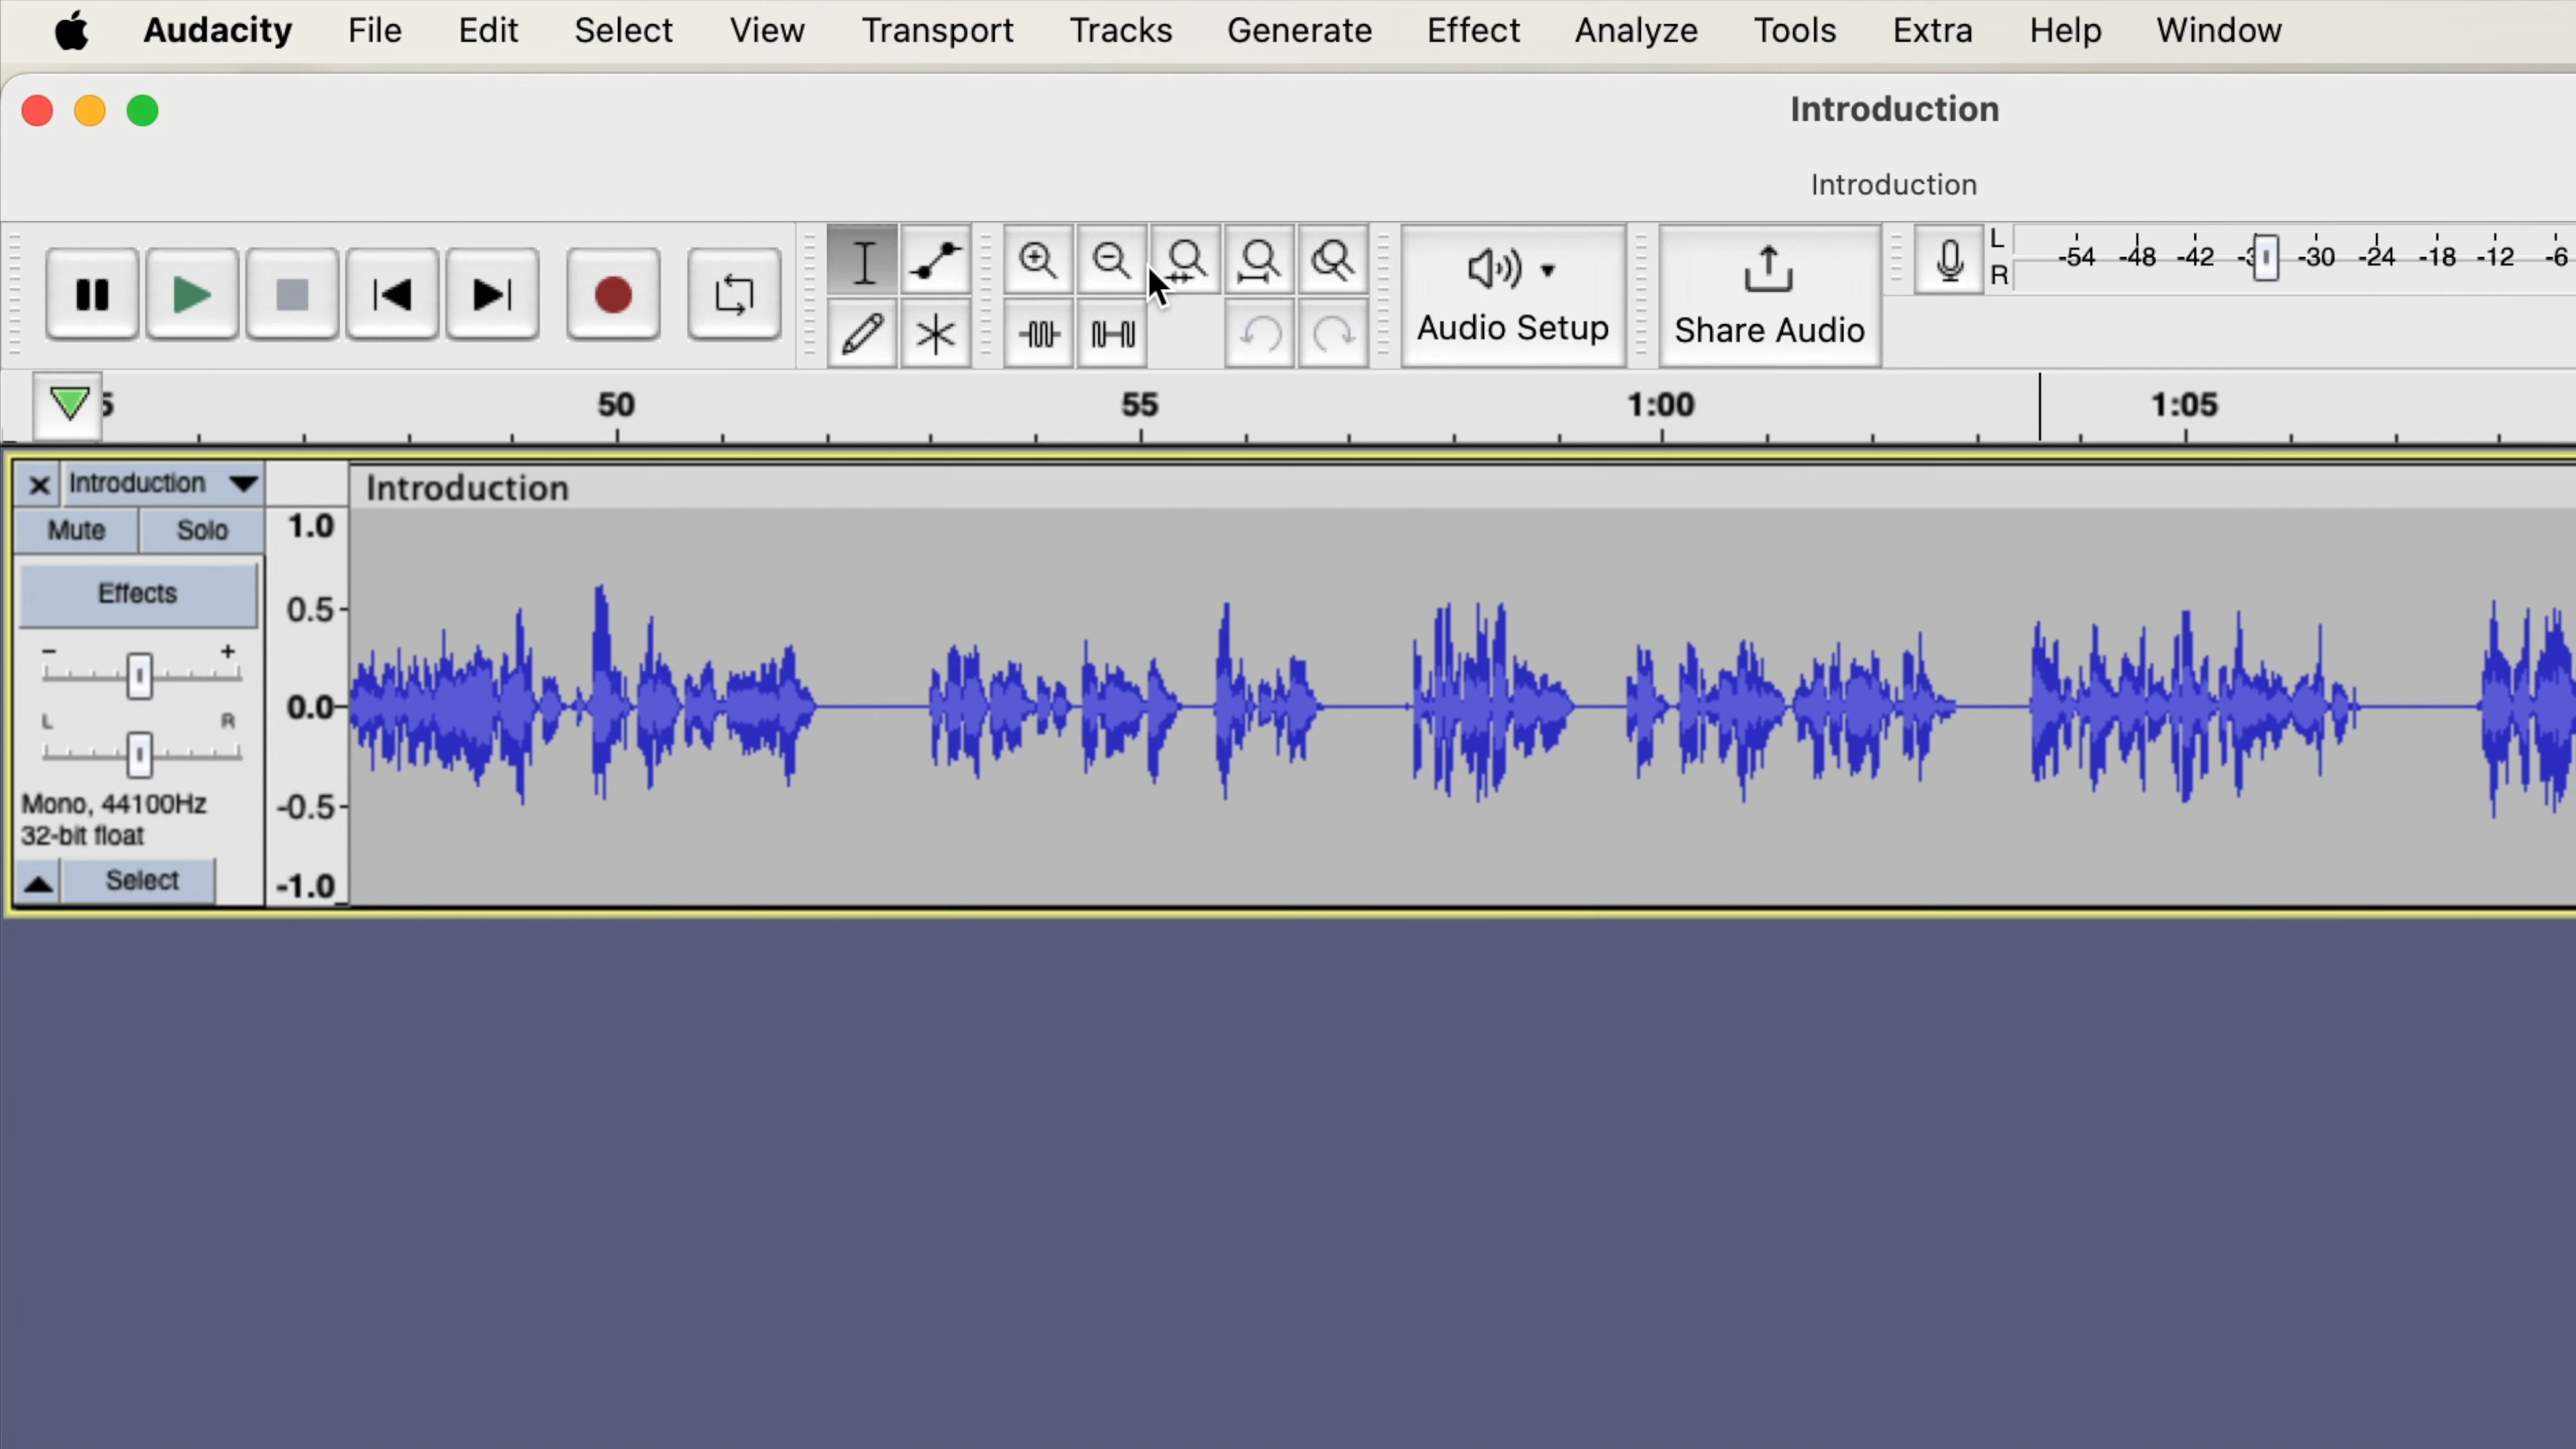 Audacity File Edit Select View Transport Tracks Generate Effect Analyze Tools Extra Help Window
Introduction
Introduction
L
R
-54 -48 -42 -30 -24 -18 -12 -6
Audio Setup
Share Audio
5 50 55 1:00 1:05
Introduction
Introduction
Mute Solo
Effects
- +
L R
Mono, 44100Hz
32-bit float
Select
1.0
0.5
0.0
-0.5
-1.0